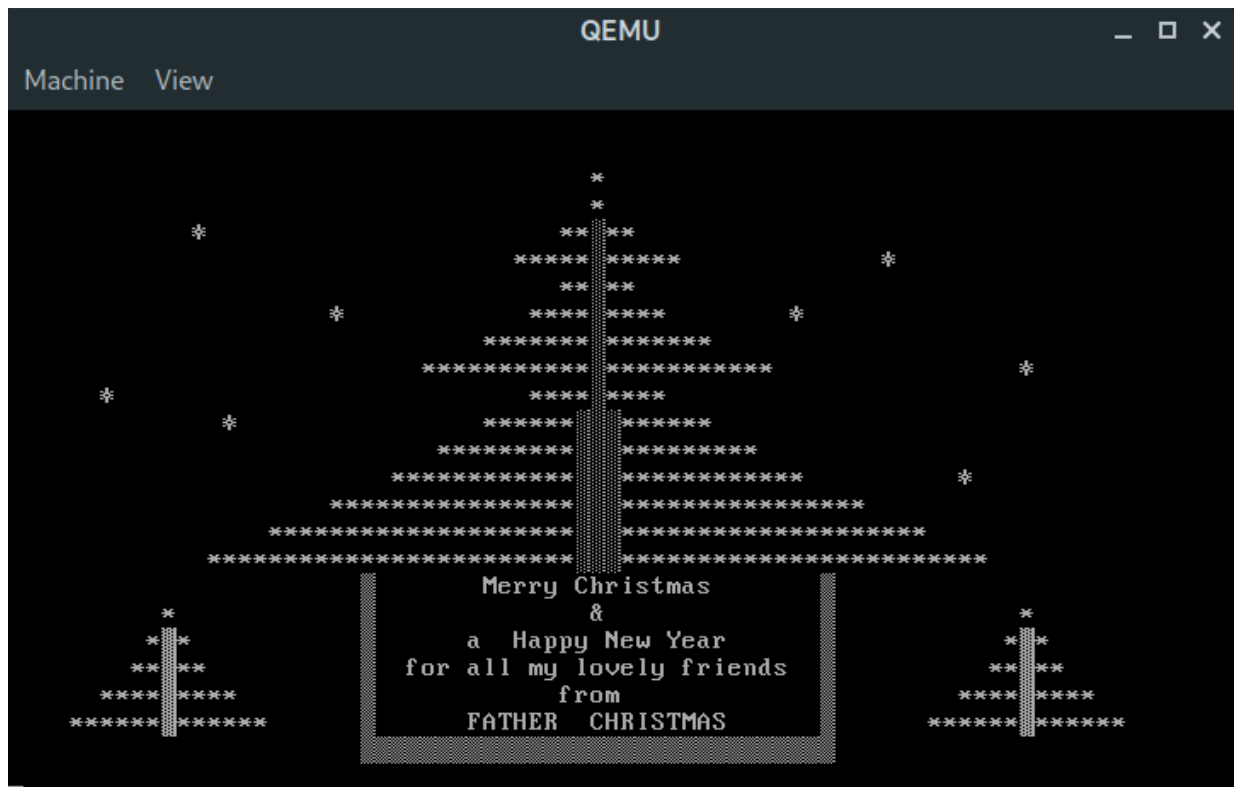 QEMU
Machine View
Merry Christmas
&
a Happy New Year
for all my lovely friends
from
FATHER CHRISTMAS